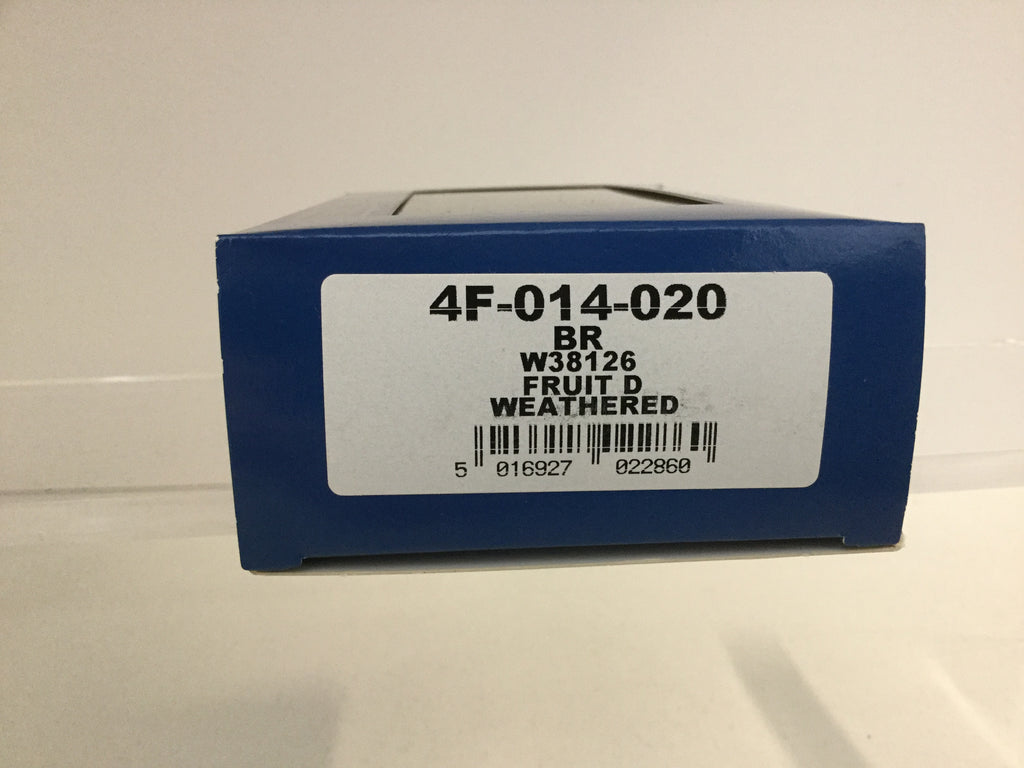 4F-014-020
BR
W38126
FRUIT D
WEATHERED
5 016927 022860